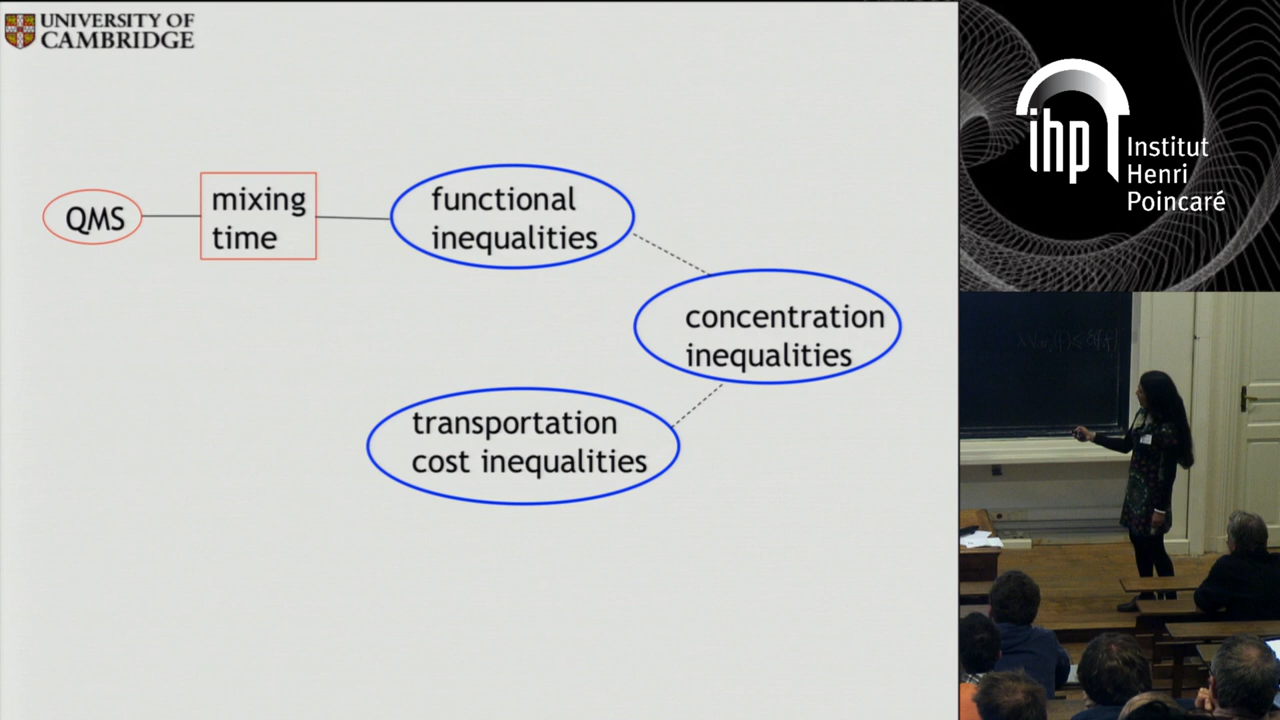 UNIVERSITY OF
CAMBRIDGE
QMS
mixing
time
functional
inequalities
concentration
inequalities
transportation
cost inequalities
ihp
Institut
Henri
Poincaré